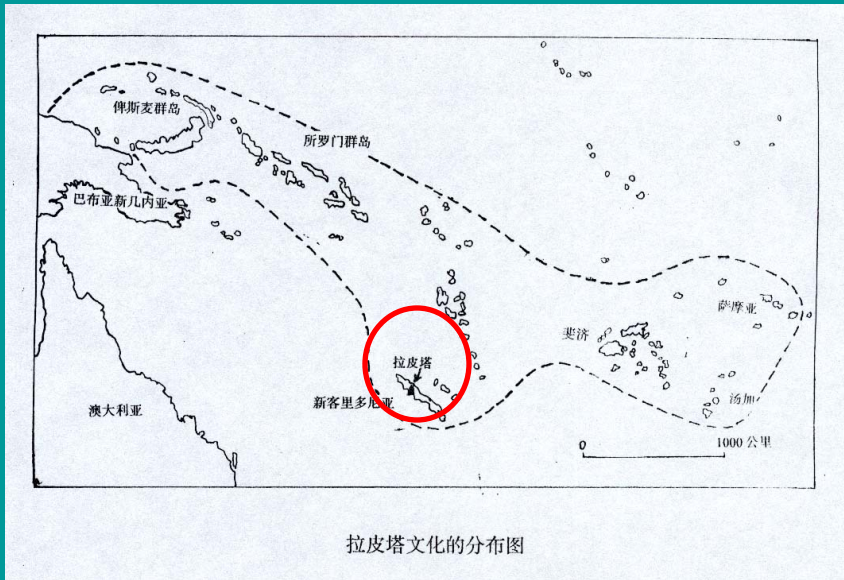 俾斯麦群岛
所罗门群岛
巴布亚新几内亚
萨摩亚
斐济
拉皮塔
新客里多尼亚
汤加
澳大利亚
0
1000 公里
拉皮塔文化的分布图